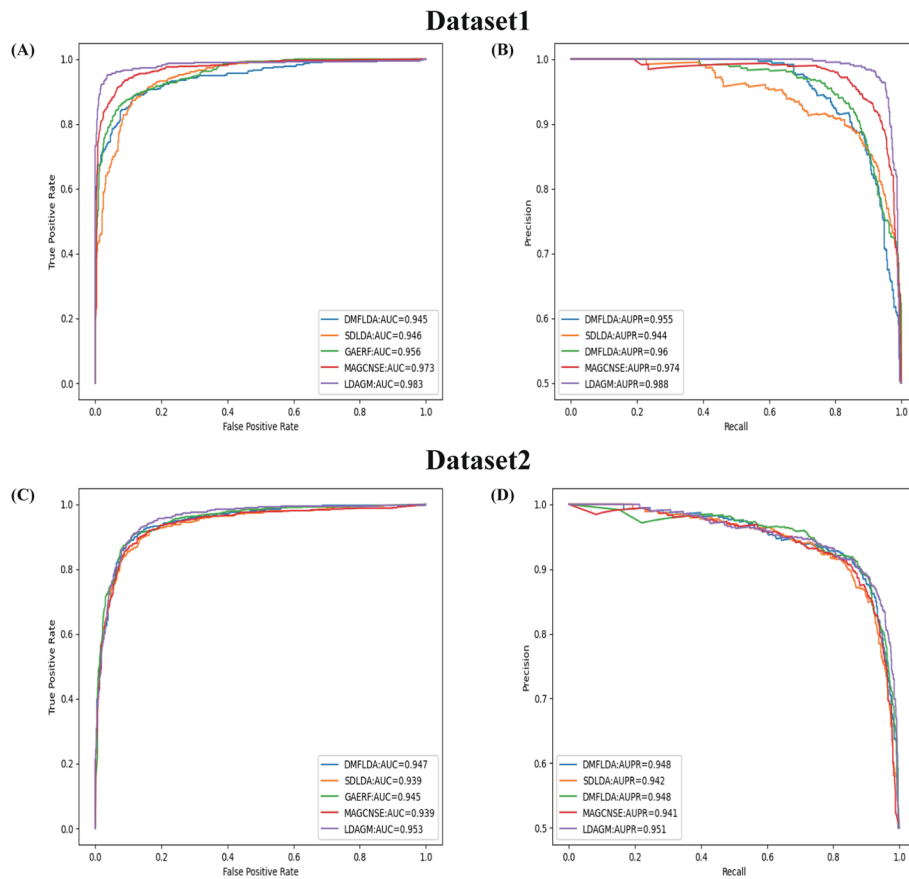 Dataset1
(A)
1.0
0.8
0.6
0.4
0.2
0.0
True Positive Rate
DMFLDA:AUC=0.945
SDLDA:AUC=0.946
GAERF:AUC=0.956
MAGCNSE:AUC=0.973
LDAGM:AUC=0.983
0.0 0.2 0.4 0.6 0.8 1.0
False Positive Rate
(B)
1.0
0.9
0.8
0.7
0.6
0.5
Precision
DMFLDA:AUPR=0.955
SDLDA:AUPR=0.944
DMFLDA:AUPR=0.96
MAGCNSE:AUPR=0.974
LDAGM:AUPR=0.988
0.0 0.2 0.4 0.6 0.8 1.0
Recall
Dataset2
(C)
1.0
0.8
0.6
0.4
0.2
0.0
True Positive Rate
DMFLDA:AUC=0.947
SDLDA:AUC=0.939
GAERF:AUC=0.945
MAGCNSE:AUC=0.939
LDAGM:AUC=0.953
0.0 0.2 0.4 0.6 0.8 1.0
False Positive Rate
(D)
1.0
0.9
0.8
0.7
0.6
0.5
Precision
DMFLDA:AUPR=0.948
SDLDA:AUPR=0.942
DMFLDA:AUPR=0.948
MAGCNSE:AUPR=0.941
LDAGM:AUPR=0.951
0.0 0.2 0.4 0.6 0.8 1.0
Recall